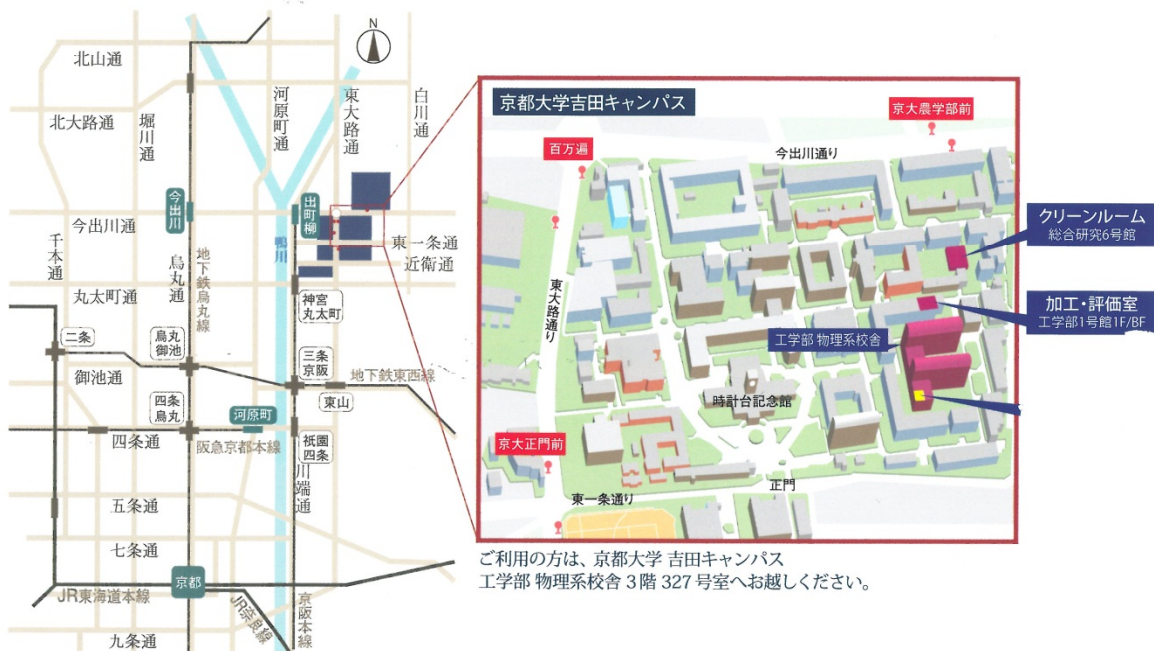 N
北山通
北大路通
堀川通
河原町通
東大路通
白川通
今出川
出町柳
今出川通
鴨川
東一条通
近衛通
千本通
烏丸通
地下鉄烏丸線
丸太町通
神宮
丸太町
二条
烏丸
御池
三条
京阪
御池通
地下鉄東西線
東山
四条
烏丸
河原町
四条通
阪急京都本線
祇園
四条
川端通
五条通
七条通
京都
JR東海道本線
JR奈良線
京阪本線
九条通
京都大学吉田キャンパス
京大農学部前
百万遍
今出川通り
クリーンルーム
総合研究6号館
東大路通り
加工・評価室
工学部1号館1F/BF
工学部 物理系校舎
時計台記念館
京大正門前
正門
東一条通り
ご利用の方は、京都大学 吉田キャンパス
工学部 物理系校舎 3 階 327 号室へお越しください。